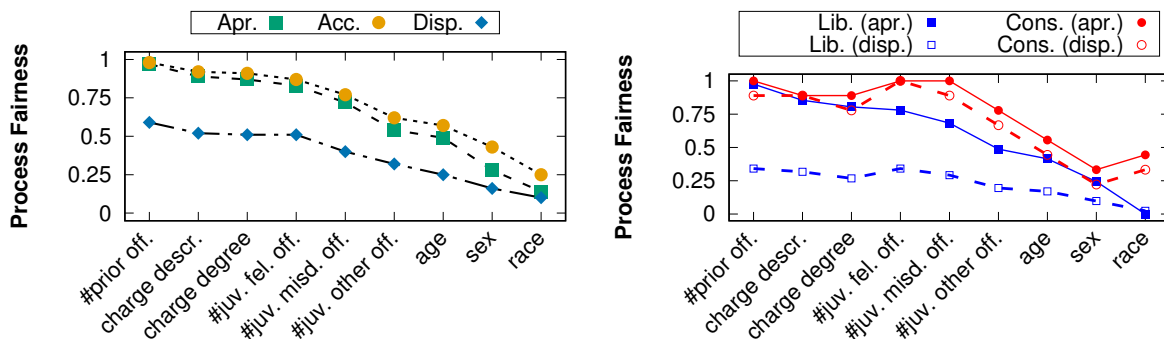 Apr. Acc. Disp.
Process Fairness
1
0.75
0.5
0.25
0
#prior off.
charge descr.
charge degree
#juv. fel. off.
#juv. misd. off.
#juv. other off.
age
sex
race
Lib. (apr.) Cons. (apr.)
Lib. (disp.) Cons. (disp.)
Process Fairness
1
0.75
0.5
0.25
0
#prior off.
charge descr.
charge degree
#juv. fel. off.
#juv. misd. off.
#juv. other off.
age
sex
race